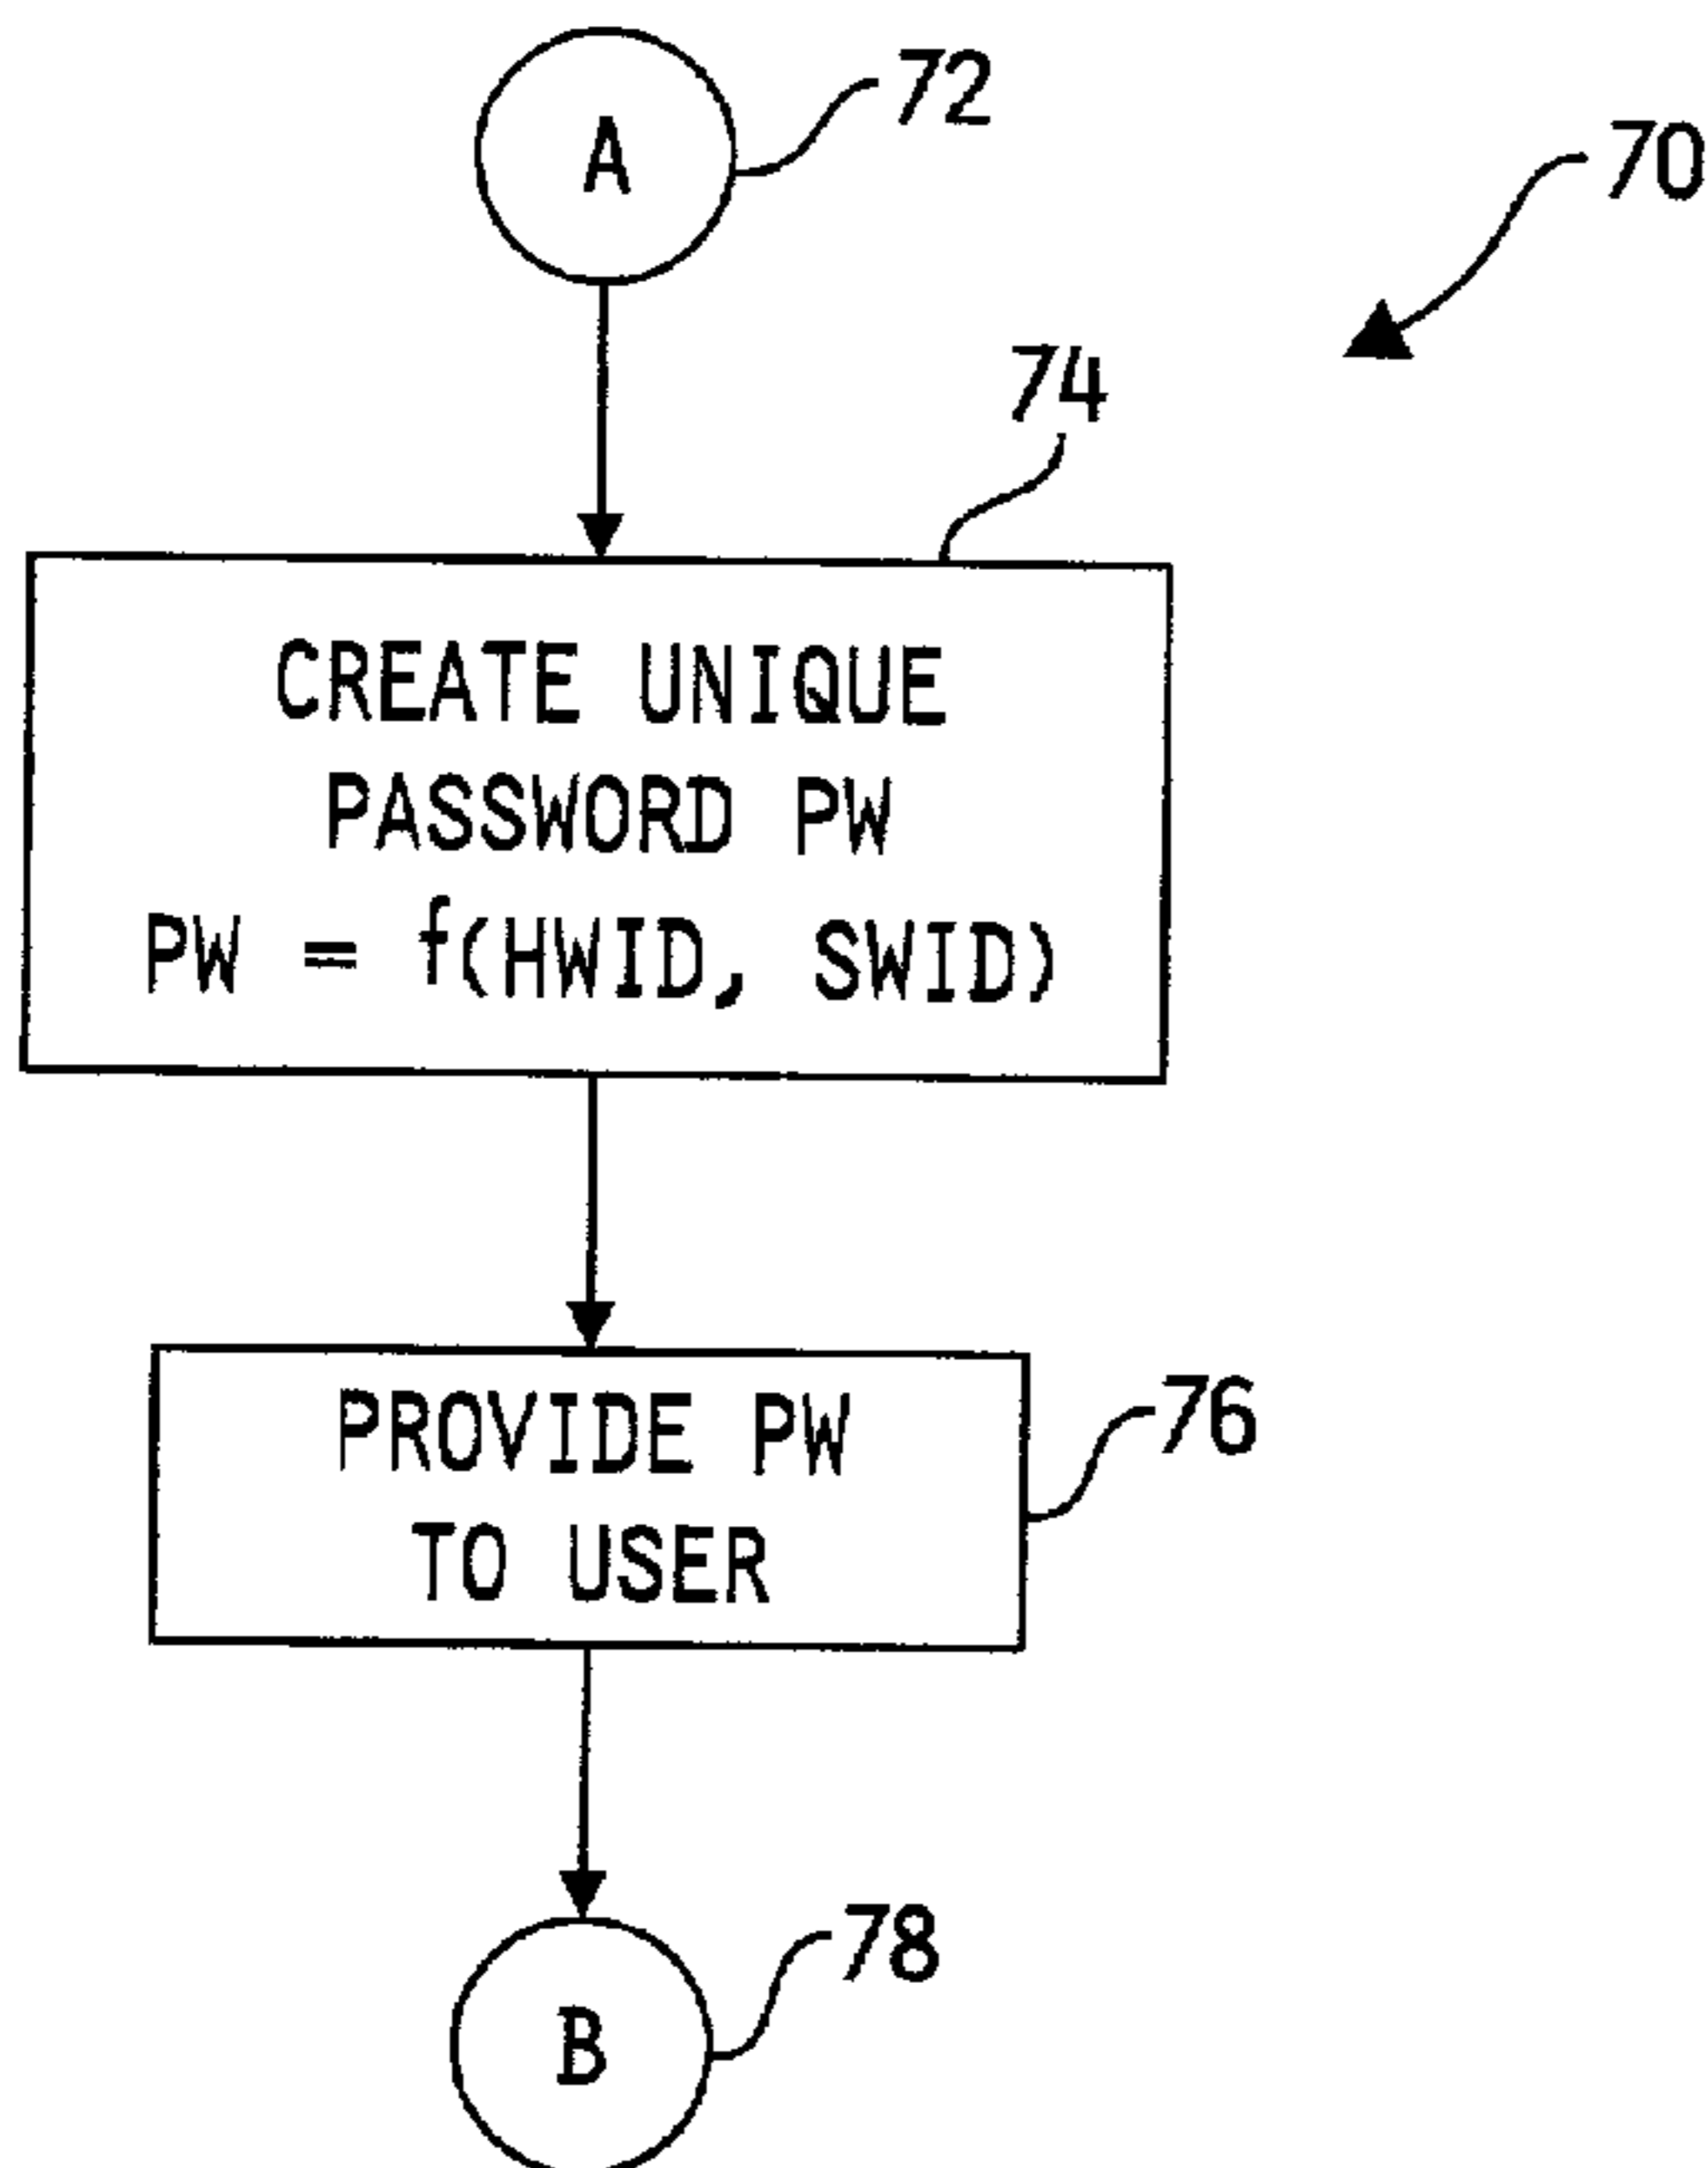 A
72
70
74
CREATE UNIQUE
PASSWORD PW
PW = f(HWID, SWID)
PROVIDE PW
TO USER
76
78
B